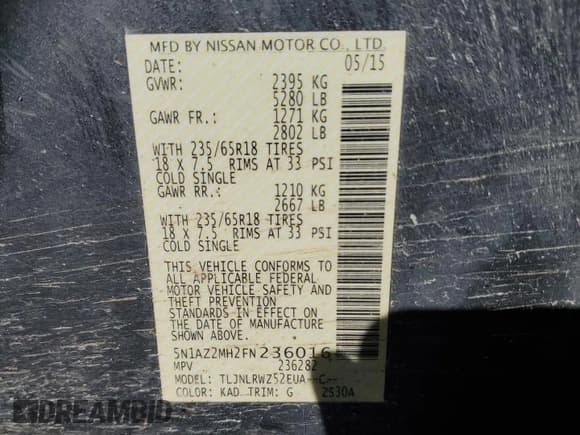 MFD BY NISSAN MOTOR CO., LTD.
DATE: 05/15
GVWR: 2395 KG
5280 LB
GAWR FR.: 1271 KG
2802 LB
WITH 235/65R18 TIRES
18 X 7.5 RIMS AT 33 PSI
COLD SINGLE
GAWR RR.: 1210 KG
2667 LB
WITH 235/65R18 TIRES
18 X 7.5 RIMS AT 33 PSI
COLD SINGLE
THIS VEHICLE CONFORMS TO
ALL APPLICABLE FEDERAL
MOTOR VEHICLE SAFETY AND
THEFT PREVENTION
STANDARDS IN EFFECT ON
THE DATE OF MANUFACTURE
SHOWN ABOVE.
5N1AZ2MH2FN236016
MPV 236282
MODEL: TLJNLRWZ52EUA--C--
COLOR: KAD TRIM: G 2530A
DREAMBID